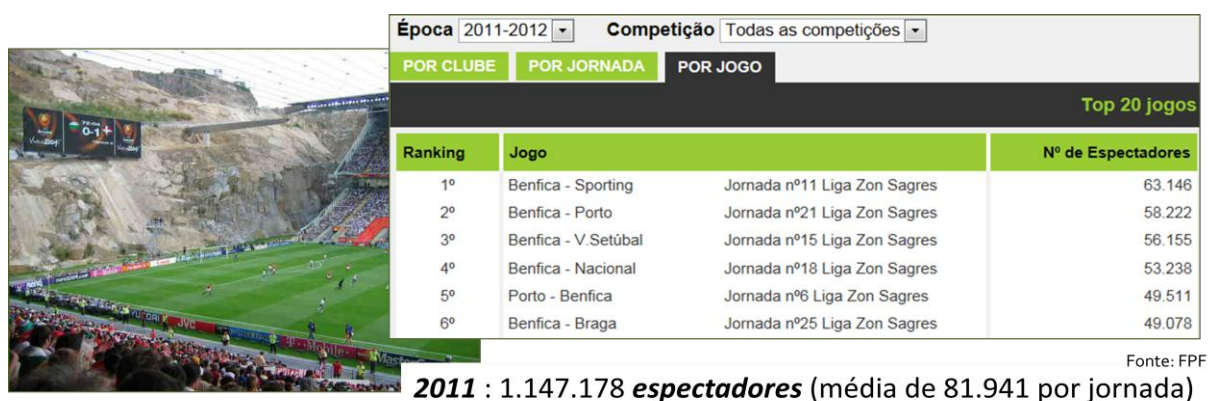 Época 2011-2012 Competição Todas as competições
POR CLUBE POR JORNADA POR JOGO
Top 20 jogos
Ranking Jogo Nº de Espectadores
1º Benfica - Sporting Jornada nº11 Liga Zon Sagres 63.146
2º Benfica - Porto Jornada nº21 Liga Zon Sagres 58.222
3º Benfica - V.Setúbal Jornada nº15 Liga Zon Sagres 56.155
4º Benfica - Nacional Jornada nº18 Liga Zon Sagres 53.238
5º Porto - Benfica Jornada nº6 Liga Zon Sagres 49.511
6º Benfica - Braga Jornada nº25 Liga Zon Sagres 49.078
0-1
JVC
T - Mobile
Fonte: FPF
2011 : 1.147.178 espectadores (média de 81.941 por jornada)